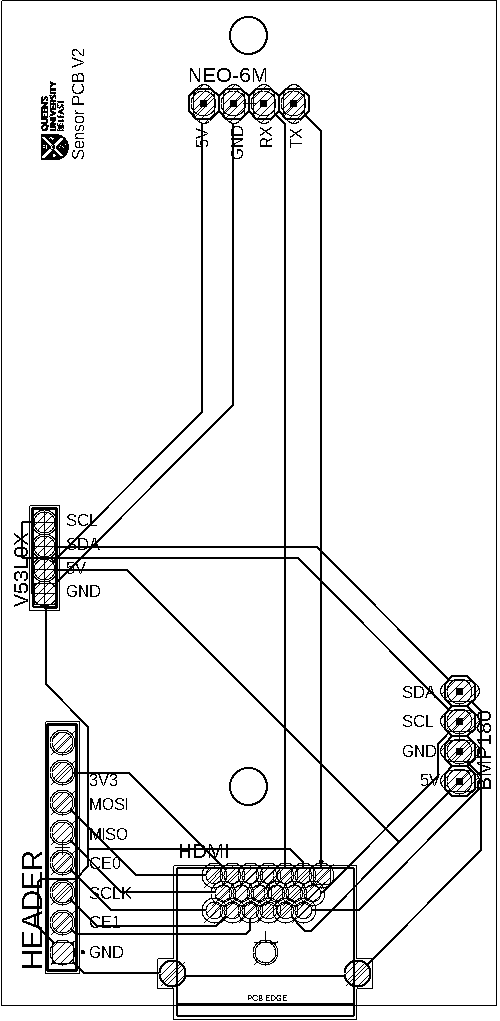 NEO-6M
5V
GND
RX
TX
QUEEN'S
UNIVERSITY
BELFAST
Sensor PCB V2
V53L0X
SCL
SDA
5V
GND
SDA
SCL
GND
5V
BMP180
HEADER
3V3
MOSI
MISO
CE0
SCLK
CE1
GND
HDMI
PCB EDGE